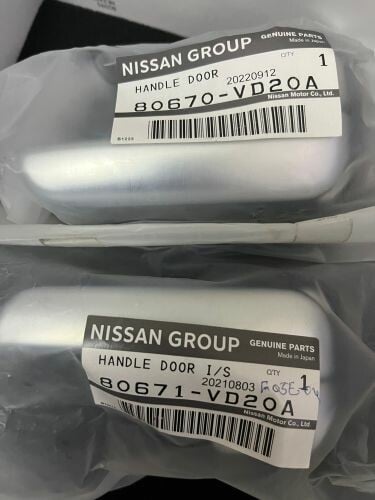 NISSAN GROUP
GENUINE PARTS
Made in Japan
HANDLE DOOR
20220912
QTY
1
80670-VD20A
Nissan Motor Co., Ltd.
B1225
NISSAN GROUP
GENUINE PARTS
Made in Japan
HANDLE DOOR I/S
20210803
QTY
1
80671-VD20A
Nissan Motor Co., Ltd.